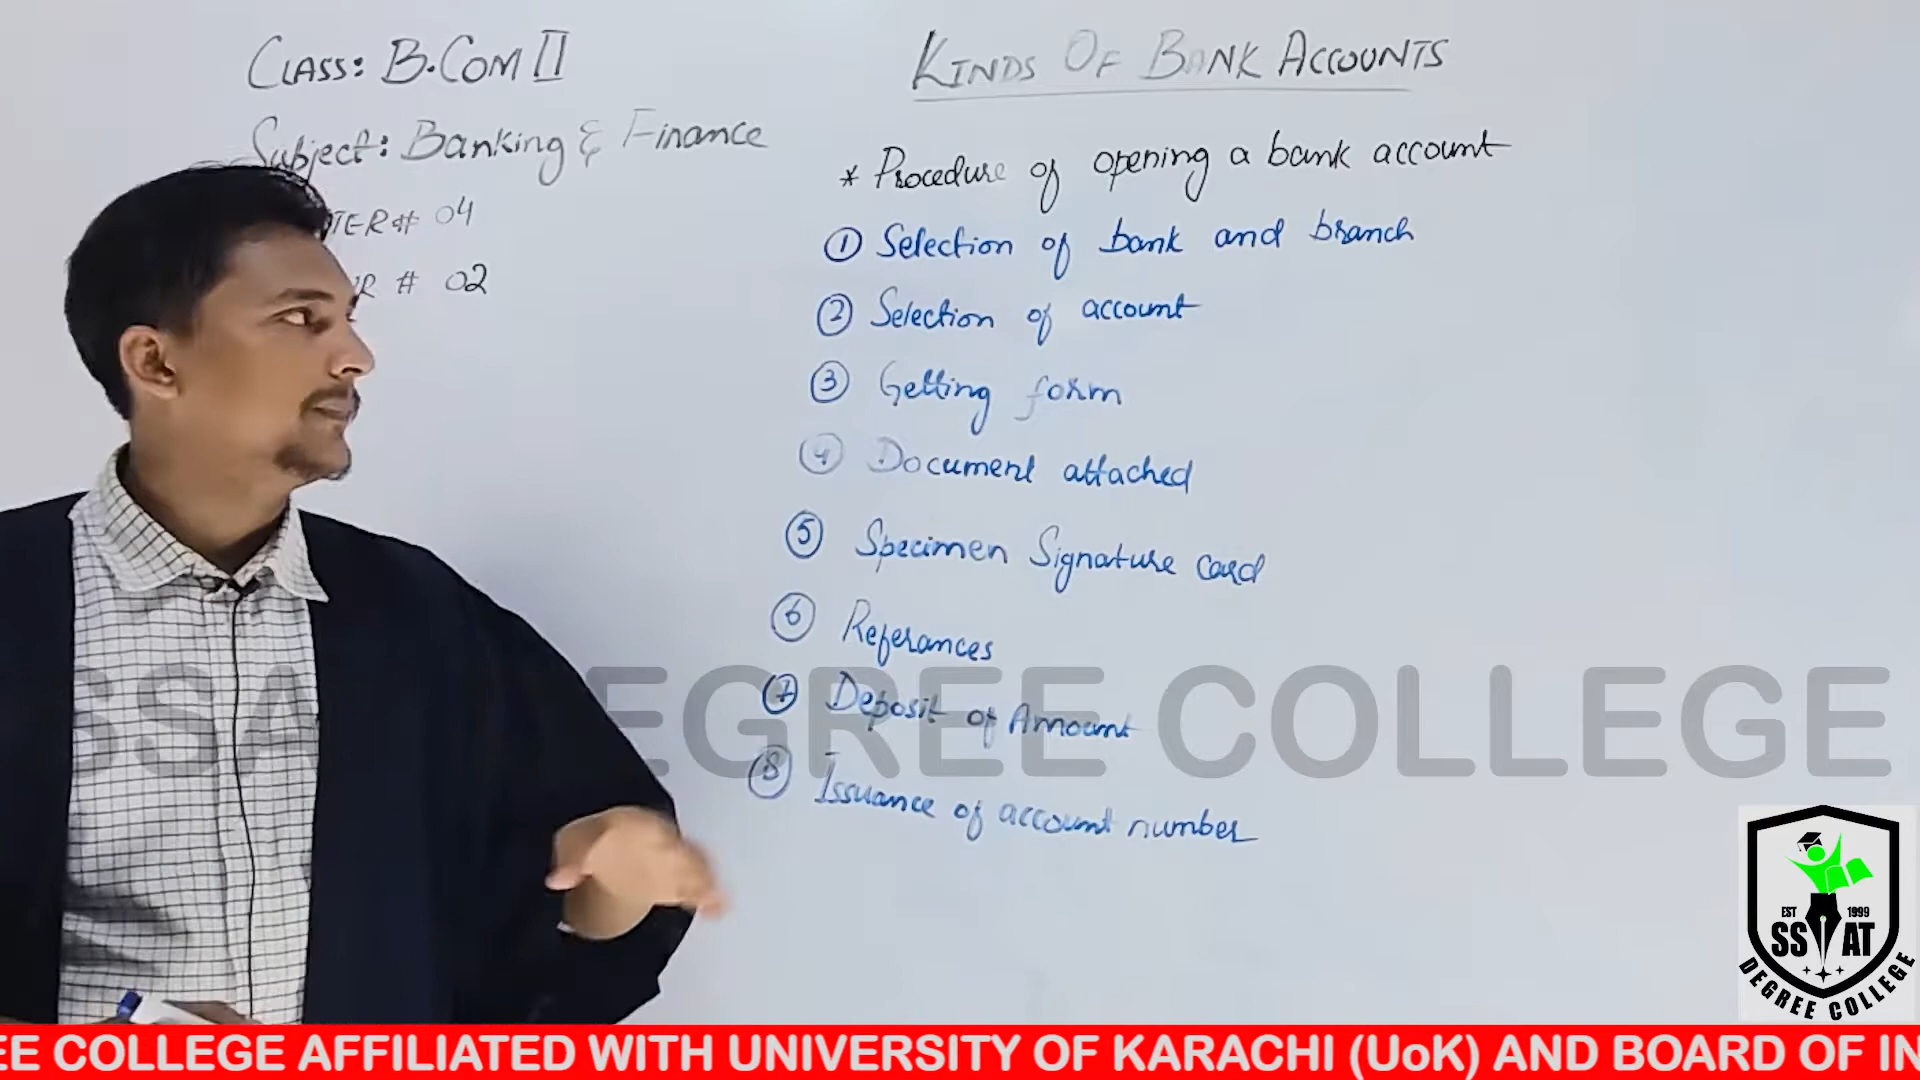 CLASS: B.COM II
Subject: Banking & Finance
TER# 04
# 02
KINDS OF BANK ACCOUNTS
* Procedure of opening a bank account
1 Selection of bank and branch
2 Selection of account
3 Getting form
4 Document attached
5 Specimen Signature card
6 Referances
7 Deposit of Amount
8 Issuance of account number
SSA EGREE COLLEGE
EST 1999
SS AT
DEGREE COLLEGE
EE COLLEGE AFFILIATED WITH UNIVERSITY OF KARACHI (UoK) AND BOARD OF IN